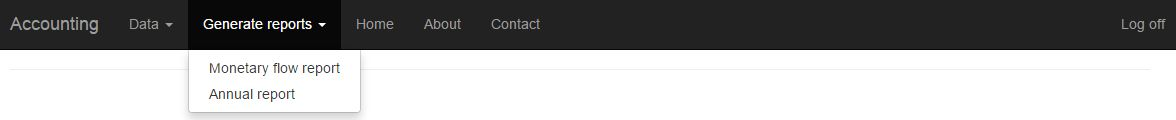 Accounting Data Generate reports Home About Contact Log off
Monetary flow report
Annual report